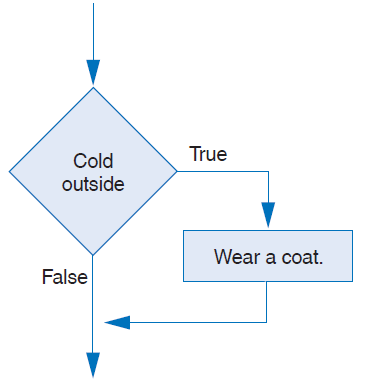 Cold
outside
True
Wear a coat.
False